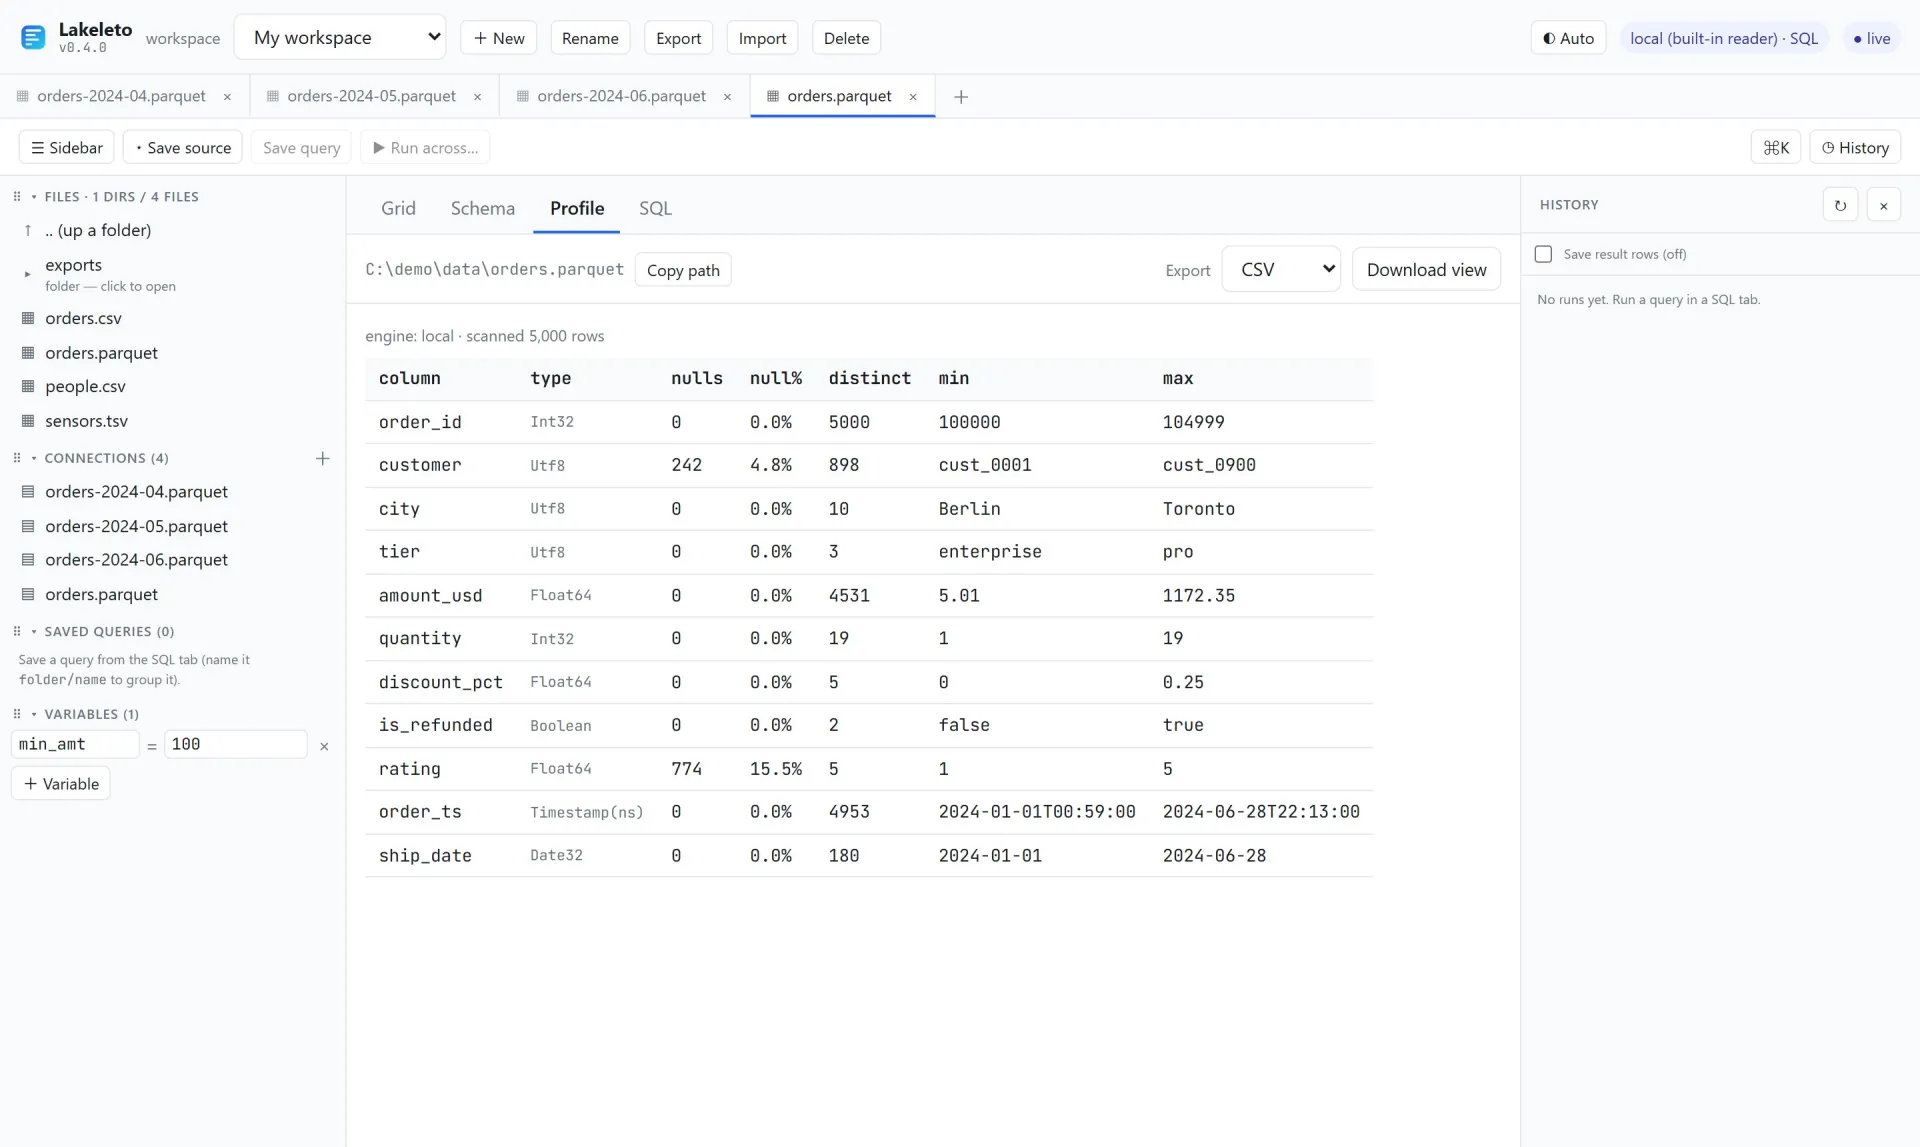 Lakeleto
v0.4.0
workspace
My workspace
+ New
Rename
Export
Import
Delete
Auto
local (built-in reader) · SQL
● live
orders-2024-04.parquet ×
orders-2024-05.parquet ×
orders-2024-06.parquet ×
orders.parquet ×
+
☰ Sidebar
· Save source
Save query
▶ Run across...
⌘K
History
FILES · 1 DIRS / 4 FILES
↑ .. (up a folder)
exports
folder — click to open
orders.csv
orders.parquet
people.csv
sensors.tsv
CONNECTIONS (4) +
orders-2024-04.parquet
orders-2024-05.parquet
orders-2024-06.parquet
orders.parquet
SAVED QUERIES (0)
Save a query from the SQL tab (name it
folder/name to group it).
VARIABLES (1)
min_amt = 100 ×
+ Variable
Grid Schema Profile SQL
C:\demo\data\orders.parquet Copy path Export CSV Download view
engine: local · scanned 5,000 rows
column type nulls null% distinct min max
order_id Int32 0 0.0% 5000 100000 104999
customer Utf8 242 4.8% 898 cust_0001 cust_0900
city Utf8 0 0.0% 10 Berlin Toronto
tier Utf8 0 0.0% 3 enterprise pro
amount_usd Float64 0 0.0% 4531 5.01 1172.35
quantity Int32 0 0.0% 19 1 19
discount_pct Float64 0 0.0% 5 0 0.25
is_refunded Boolean 0 0.0% 2 false true
rating Float64 774 15.5% 5 1 5
order_ts Timestamp(ns) 0 0.0% 4953 2024-01-01T00:59:00 2024-06-28T22:13:00
ship_date Date32 0 0.0% 180 2024-01-01 2024-06-28
HISTORY ↻ ×
Save result rows (off)
No runs yet. Run a query in a SQL tab.